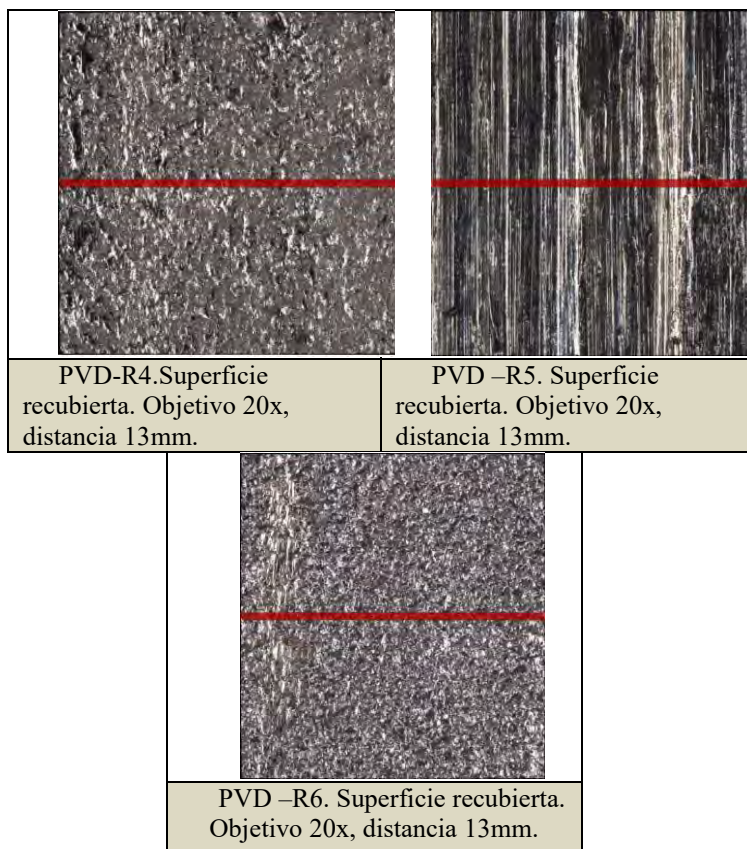 PVD-R4.Superficie
recubierta. Objetivo 20x,
distancia 13mm.
PVD –R5. Superficie
recubierta. Objetivo 20x,
distancia 13mm.
PVD –R6. Superficie recubierta.
Objetivo 20x, distancia 13mm.